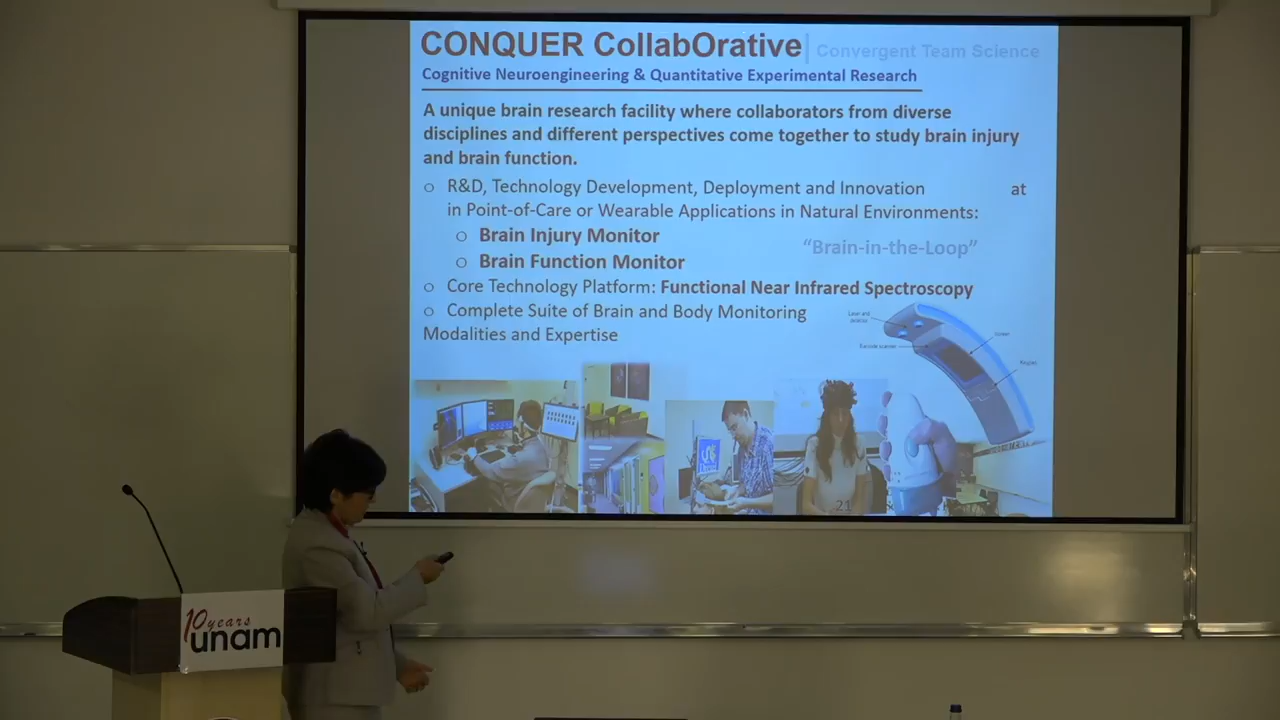 CONQUER CollabOrative
Convergent Team Science
Cognitive Neuroengineering & Quantitative Experimental Research
A unique brain research facility where collaborators from diverse
disciplines and different perspectives come together to study brain injury
and brain function.
○ R&D, Technology Development, Deployment and Innovation at
in Point-of-Care or Wearable Applications in Natural Environments:
○ Brain Injury Monitor
○ Brain Function Monitor
"Brain-in-the-Loop"
○ Core Technology Platform: Functional Near Infrared Spectroscopy
○ Complete Suite of Brain and Body Monitoring
Modalities and Expertise
21
10 years
unam